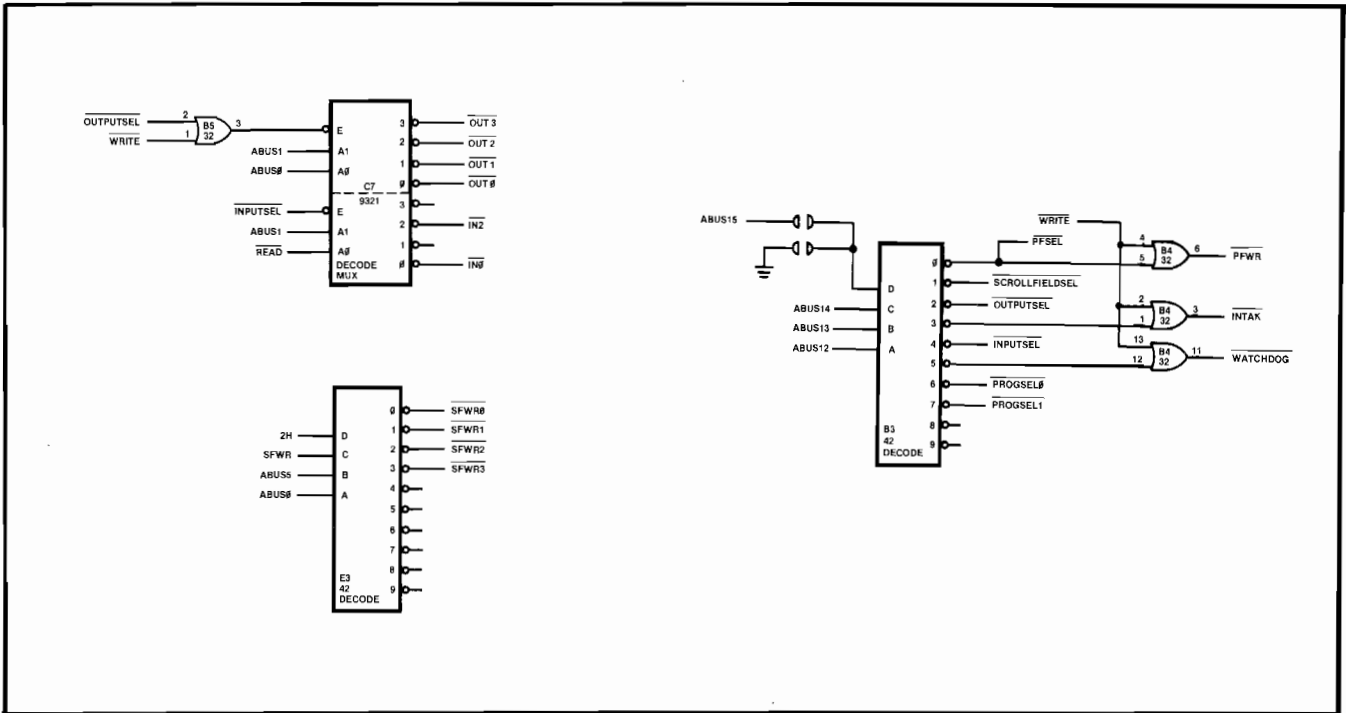 OUTPUTSEL
WRITE
2
1
B5
32
3
ABUS1
ABUS0
INPUTSEL
ABUS1
READ
E
A1
A0
C7
9321
E
A1
A0
DECODE
MUX
3
2
1
0
3
2
1
0
OUT 3
OUT 2
OUT 1
OUT 0
IN2
IN0
2H
SFWR
ABUS5
ABUS0
D
C
B
A
E3
42
DECODE
0
1
2
3
4
5
6
7
8
9
SFWR0
SFWR1
SFWR2
SFWR3
ABUS15
ABUS14
ABUS13
ABUS12
D
C
B
A
B3
42
DECODE
0
1
2
3
4
5
6
7
8
9
PFSEL
SCROLLFIELDSEL
OUTPUTSEL
INPUTSEL
PROGSEL0
PROGSEL1
WRITE
4
5
B4
32
6
PFWR
2
1
B4
32
3
INTAK
13
12
B4
32
11
WATCHDOG